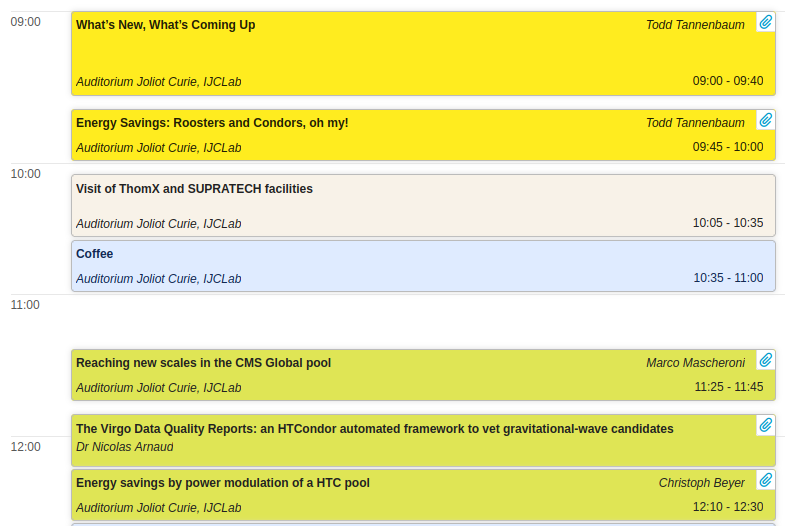 09:00
What's New, What's Coming Up Todd Tannenbaum
Auditorium Joliot Curie, IJCLab 09:00 - 09:40
Energy Savings: Roosters and Condors, oh my! Todd Tannenbaum
Auditorium Joliot Curie, IJCLab 09:45 - 10:00
10:00
Visit of ThomX and SUPRATECH facilities
Auditorium Joliot Curie, IJCLab 10:05 - 10:35
Coffee
Auditorium Joliot Curie, IJCLab 10:35 - 11:00
11:00
Reaching new scales in the CMS Global pool Marco Mascheroni
Auditorium Joliot Curie, IJCLab 11:25 - 11:45
The Virgo Data Quality Reports: an HTCondor automated framework to vet gravitational-wave candidates
12:00 Dr Nicolas Arnaud
Energy savings by power modulation of a HTC pool Christoph Beyer
Auditorium Joliot Curie, IJCLab 12:10 - 12:30